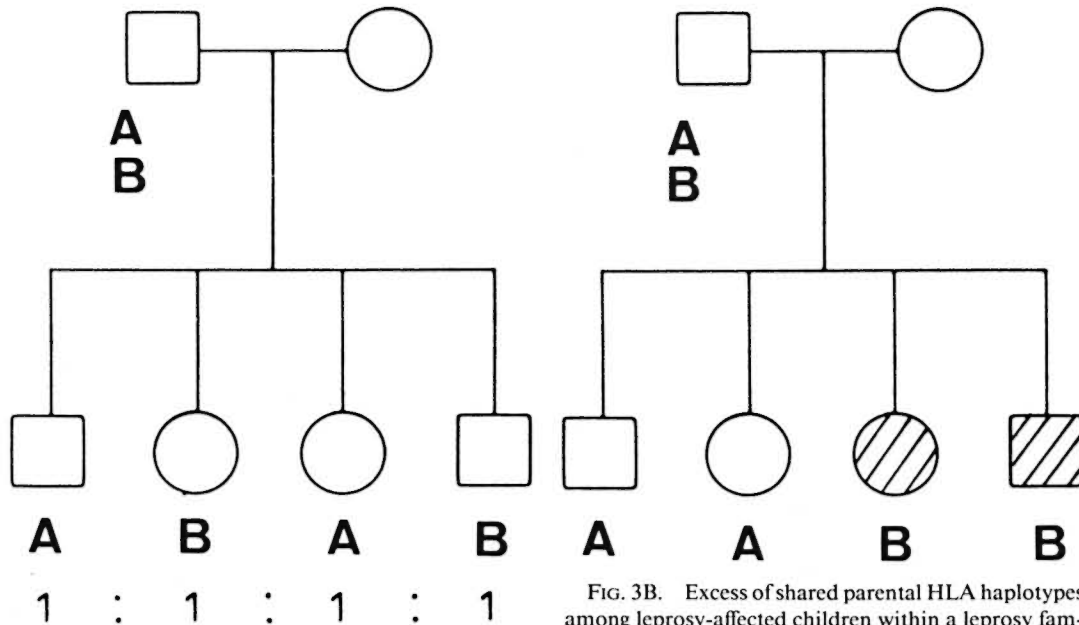 A
B
A B A B
1 : 1 : 1 : 1
A
B
A A B B
FIG. 3B. Excess of shared parental HLA haplotypes
among leprosy-affected children within a leprosy fam-